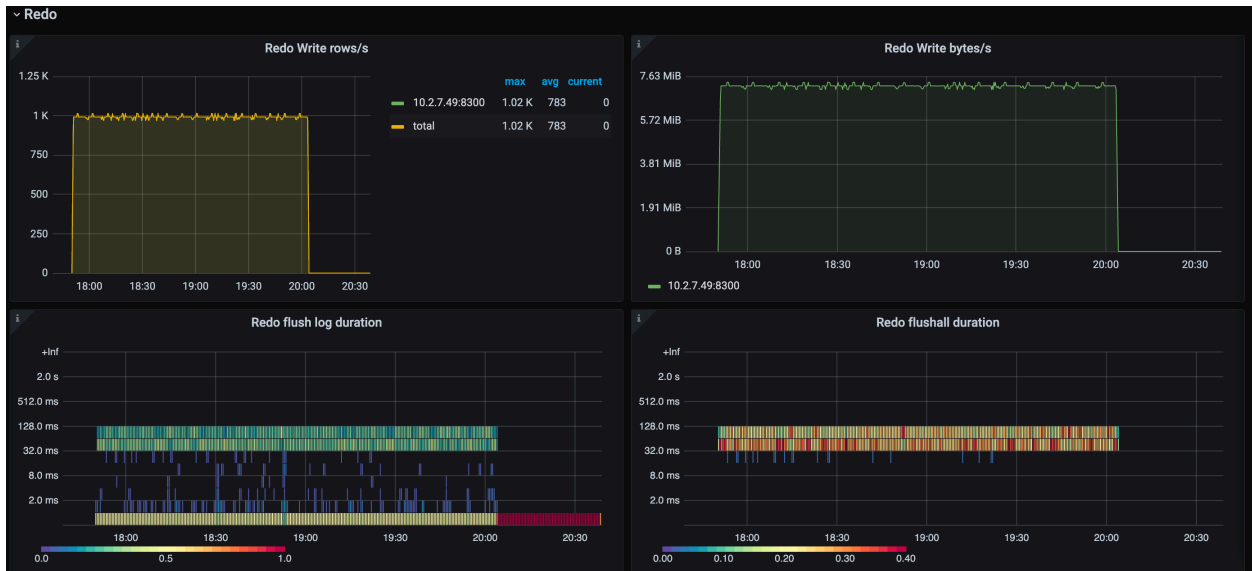 Redo
i
Redo Write rows/s
1.25 K
1 K
750
500
250
0
18:00 18:30 19:00 19:30 20:00 20:30
max avg current
10.2.7.49:8300 1.02 K 783 0
total 1.02 K 783 0
i
Redo Write bytes/s
7.63 MiB
5.72 MiB
3.81 MiB
1.91 MiB
0 B
18:00 18:30 19:00 19:30 20:00 20:30
10.2.7.49:8300
i
Redo flush log duration
+Inf
2.0 s
512.0 ms
128.0 ms
32.0 ms
8.0 ms
2.0 ms
18:00 18:30 19:00 19:30 20:00 20:30
0.0 0.5 1.0
i
Redo flushall duration
+Inf
2.0 s
512.0 ms
128.0 ms
32.0 ms
8.0 ms
2.0 ms
18:00 18:30 19:00 19:30 20:00 20:30
0.00 0.10 0.20 0.30 0.40